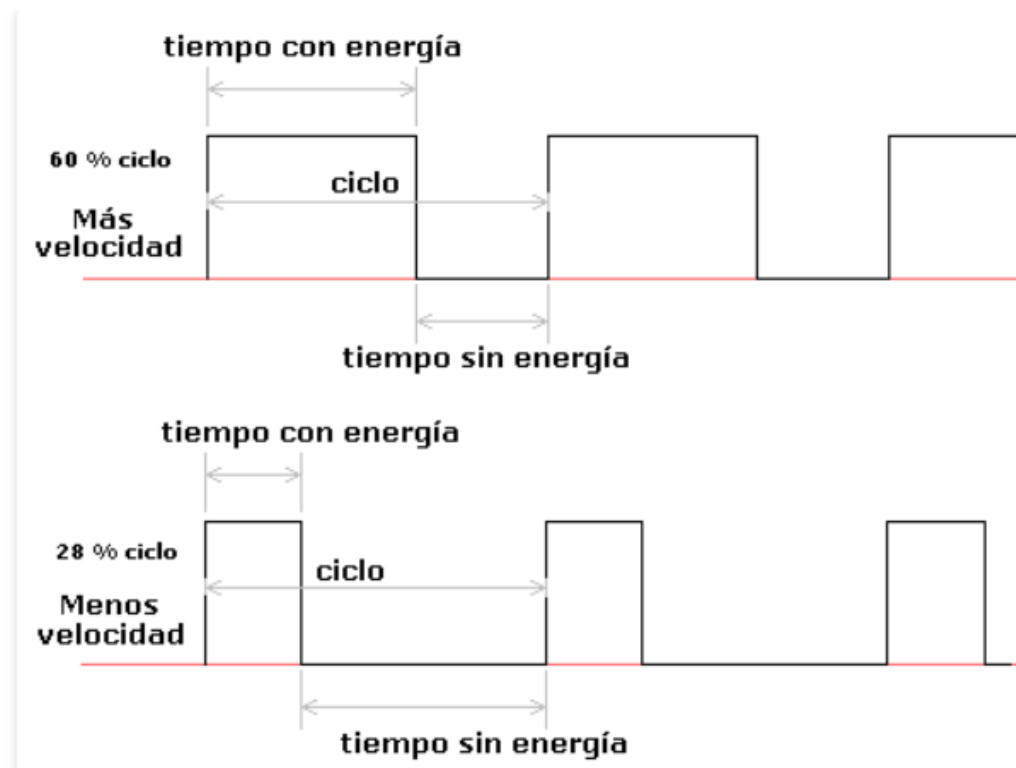 tiempo con energía
60 % ciclo
ciclo
Más
velocidad
tiempo sin energía
tiempo con energía
28 % ciclo
ciclo
Menos
velocidad
tiempo sin energía